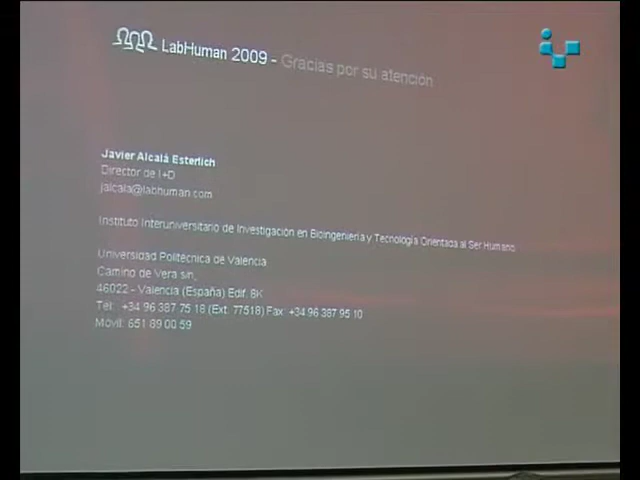 LabHuman 2009 - Gracias por su atención
Javier Alcalá Esterlich
Director de I+D
jalcala@labhuman.com
Instituto Interuniversitario de Investigación en Bioingeniería y Tecnología Orientada al Ser Humano
Universidad Politécnica de Valencia
Camino de Vera s/n,
46022 - Valencia (España) Edif. 8K
Tel: +34 96 387 75 18 (Ext. 77518) Fax +34 96 387 95 10
Móvil: 651 89 00 59